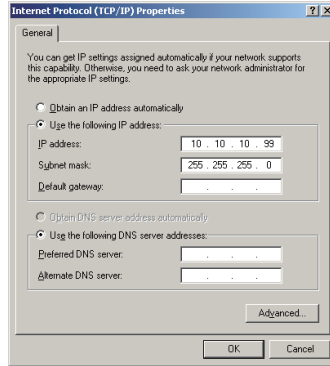 Internet Protocol (TCP/IP) Properties
General
You can get IP settings assigned automatically if your network supports
this capability. Otherwise, you need to ask your network administrator for
the appropriate IP settings.
Obtain an IP address automatically
Use the following IP address:
IP address: 10 . 10 . 10 . 99
Subnet mask: 255 . 255 . 255 . 0
Default gateway: . . .
Obtain DNS server address automatically
Use the following DNS server addresses:
Preferred DNS server: . . .
Alternate DNS server: . . .
Advanced...
OK Cancel